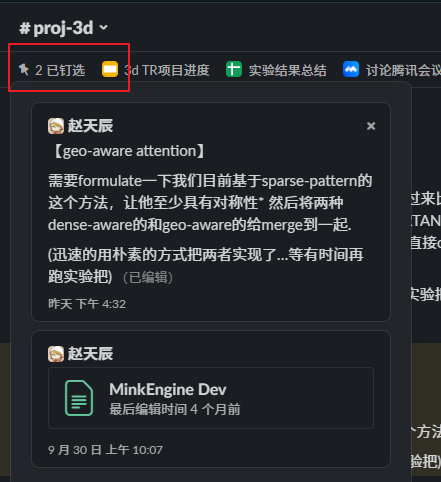 # proj-3d
2 已钉选 3d TR项目进度 实验结果总结 讨论腾讯会议
赵天辰
【geo-aware attention】
需要formulate一下我们目前基于sparse-pattern的
这个方法，让他至少具有对称性* 然后将两种
dense-aware的和geo-aware的给merge到一起.
(迅速的用朴素的方式把两者实现了...等有时间再
跑实验把) （已编辑）
昨天 下午 4:32
赵天辰
MinkEngine Dev
最后编辑时间 4 个月前
9 月 30 日 上午 10:07
过来比
TAN
直接c
实验把
个方法
验把)